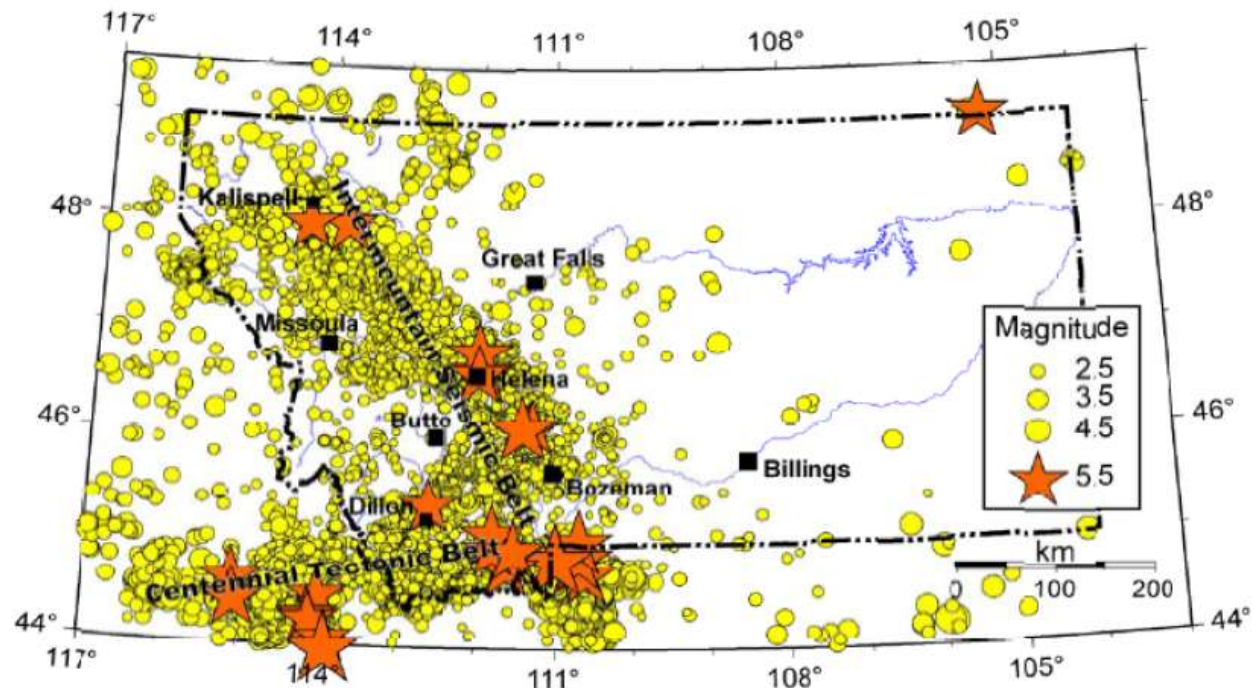 117°
114°
111°
108°
105°
48°
48°
46°
46°
44°
44°
117°
114°
111°
108°
105°
Kalispell
Intermountain Seismic Belt
Great Falls
Missoula
Helena
Butto
Billings
Bozeman
Dillon
Centennial Tectonic Belt
Magnitude
2.5
3.5
4.5
5.5
km
0 100 200